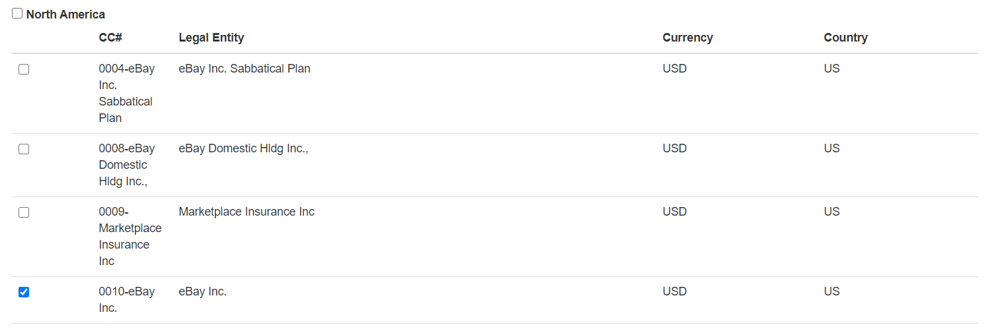 North America
CC# Legal Entity Currency Country
0004-eBay eBay Inc. Sabbatical Plan USD US
Inc.
Sabbatical
Plan
0008-eBay eBay Domestic Hldg Inc., USD US
Domestic
Hldg Inc.,
0009- Marketplace Insurance Inc USD US
Marketplace
Insurance
Inc
0010-eBay eBay Inc. USD US
Inc.